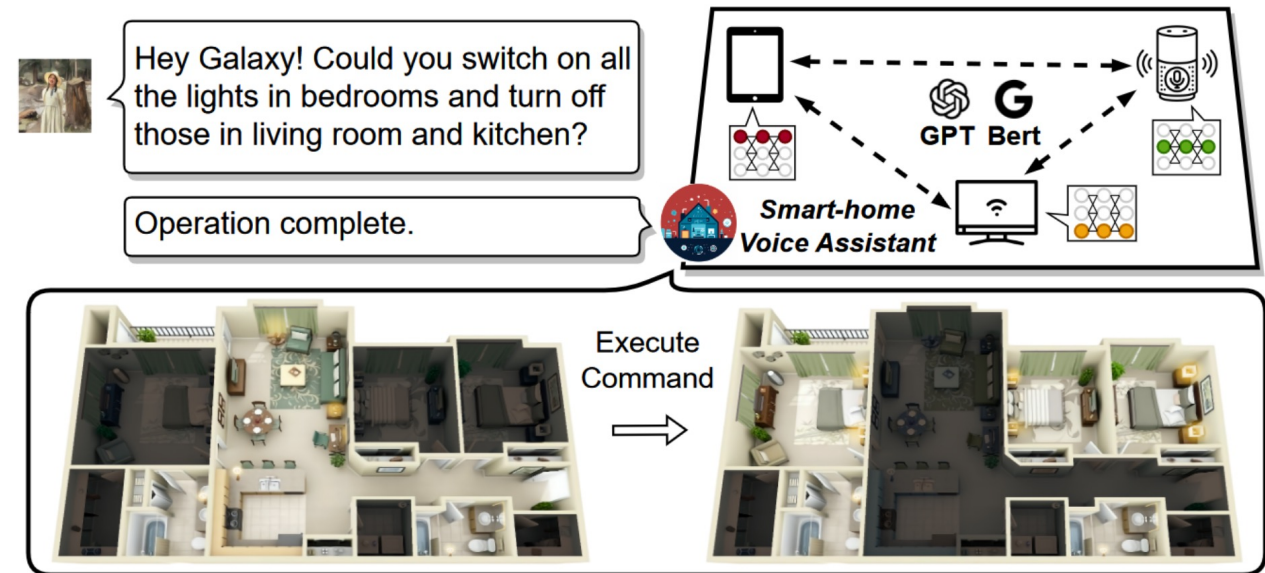 Hey Galaxy! Could you switch on all
the lights in bedrooms and turn off
those in living room and kitchen?
GPT Bert
Operation complete.
Smart-home
Voice Assistant
Execute
Command